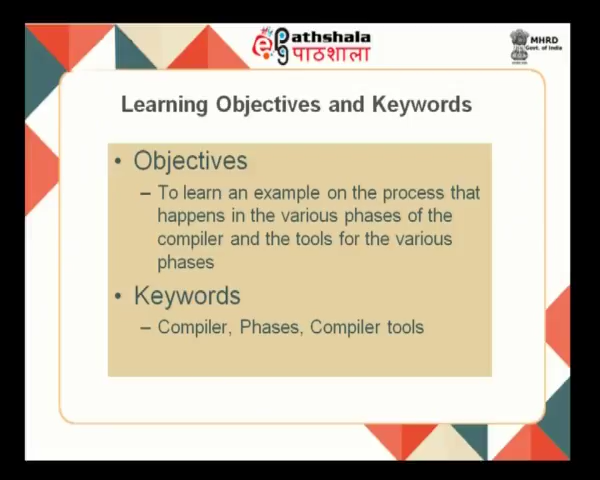 Pathshala
पाठशाला
MHRD
Govt. of India
Learning Objectives and Keywords
• Objectives
– To learn an example on the process that
happens in the various phases of the
compiler and the tools for the various
phases
• Keywords
– Compiler, Phases, Compiler tools